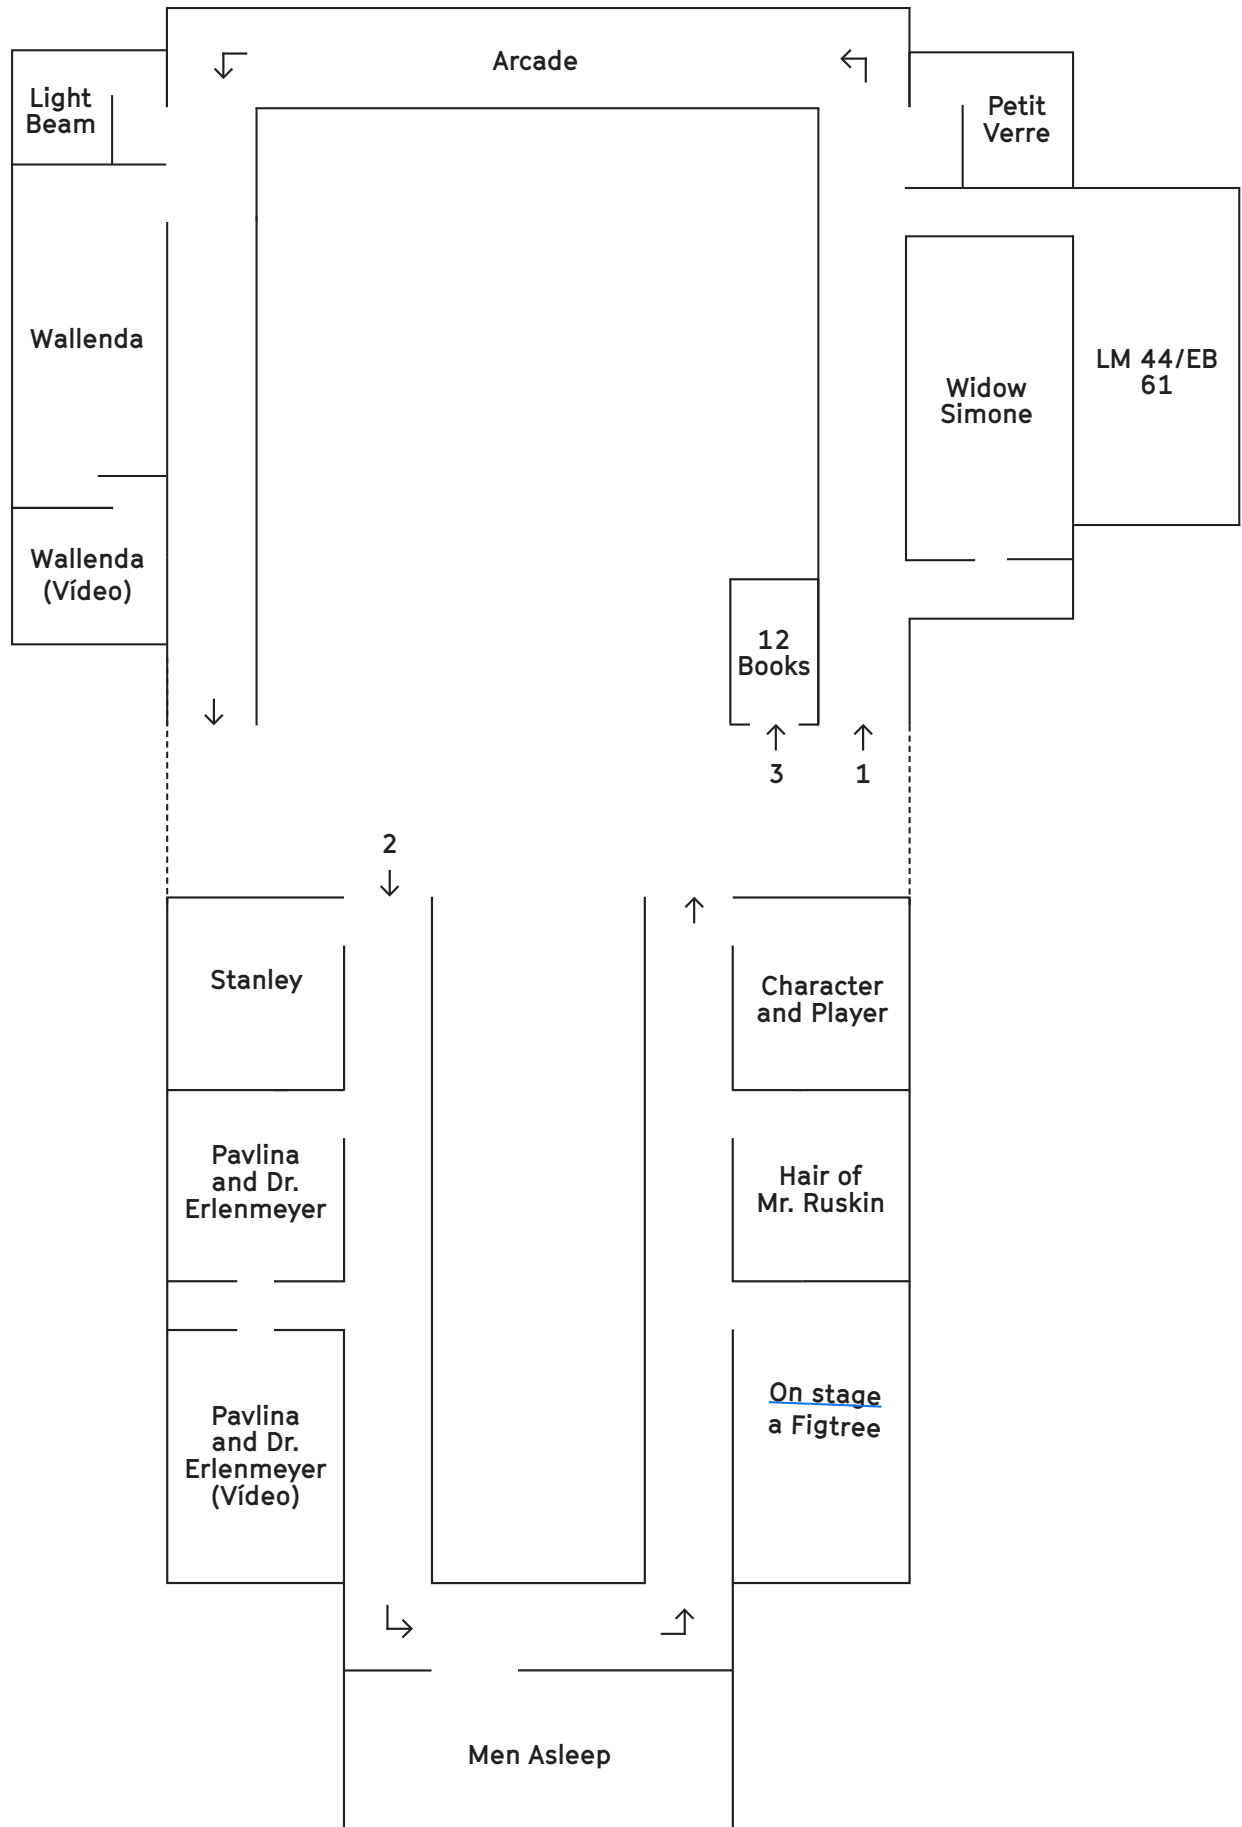 Arcade
Light
Beam
Petit
Verre
Wallenda
LM 44/EB
61
Widow
Simone
Wallenda
(Vídeo)
12
Books
3
1
2
Stanley
Character
and Player
Pavlina
and Dr.
Erlenmeyer
Hair of
Mr. Ruskin
Pavlina
and Dr.
Erlenmeyer
(Vídeo)
On stage
a Figtree
Men Asleep